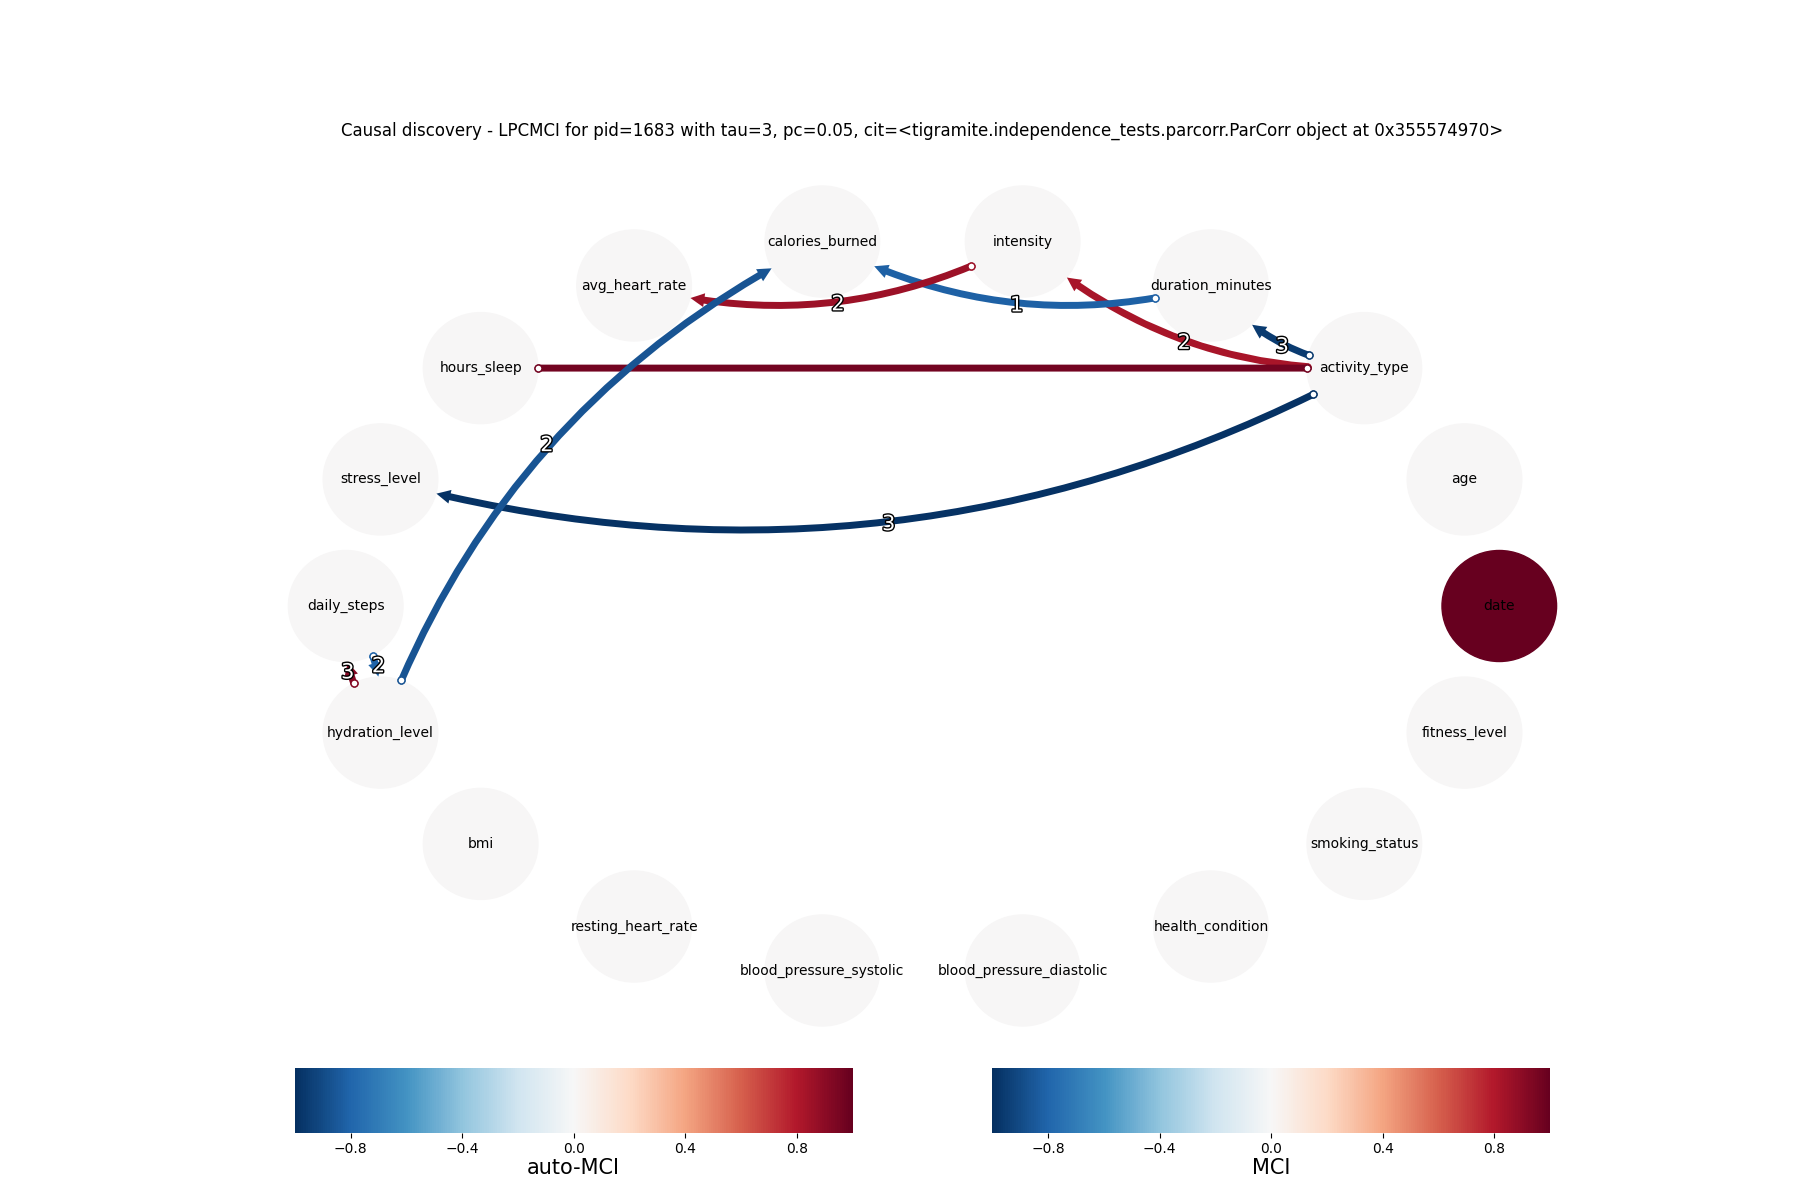 Causal discovery - LPCMCI for pid=1683 with tau=3, pc=0.05, cit=<tigramite.independence_tests.parcorr.ParCorr object at 0x355574970>
calories_burned
intensity
avg_heart_rate
duration_minutes
2
1
2
3
hours_sleep
activity_type
2
stress_level
age
3
daily_steps
date
3
2
hydration_level
fitness_level
bmi
smoking_status
resting_heart_rate
health_condition
blood_pressure_systolic
blood_pressure_diastolic
−0.8
−0.4
0.0
0.4
0.8
auto-MCI
−0.8
−0.4
0.0
0.4
0.8
MCI